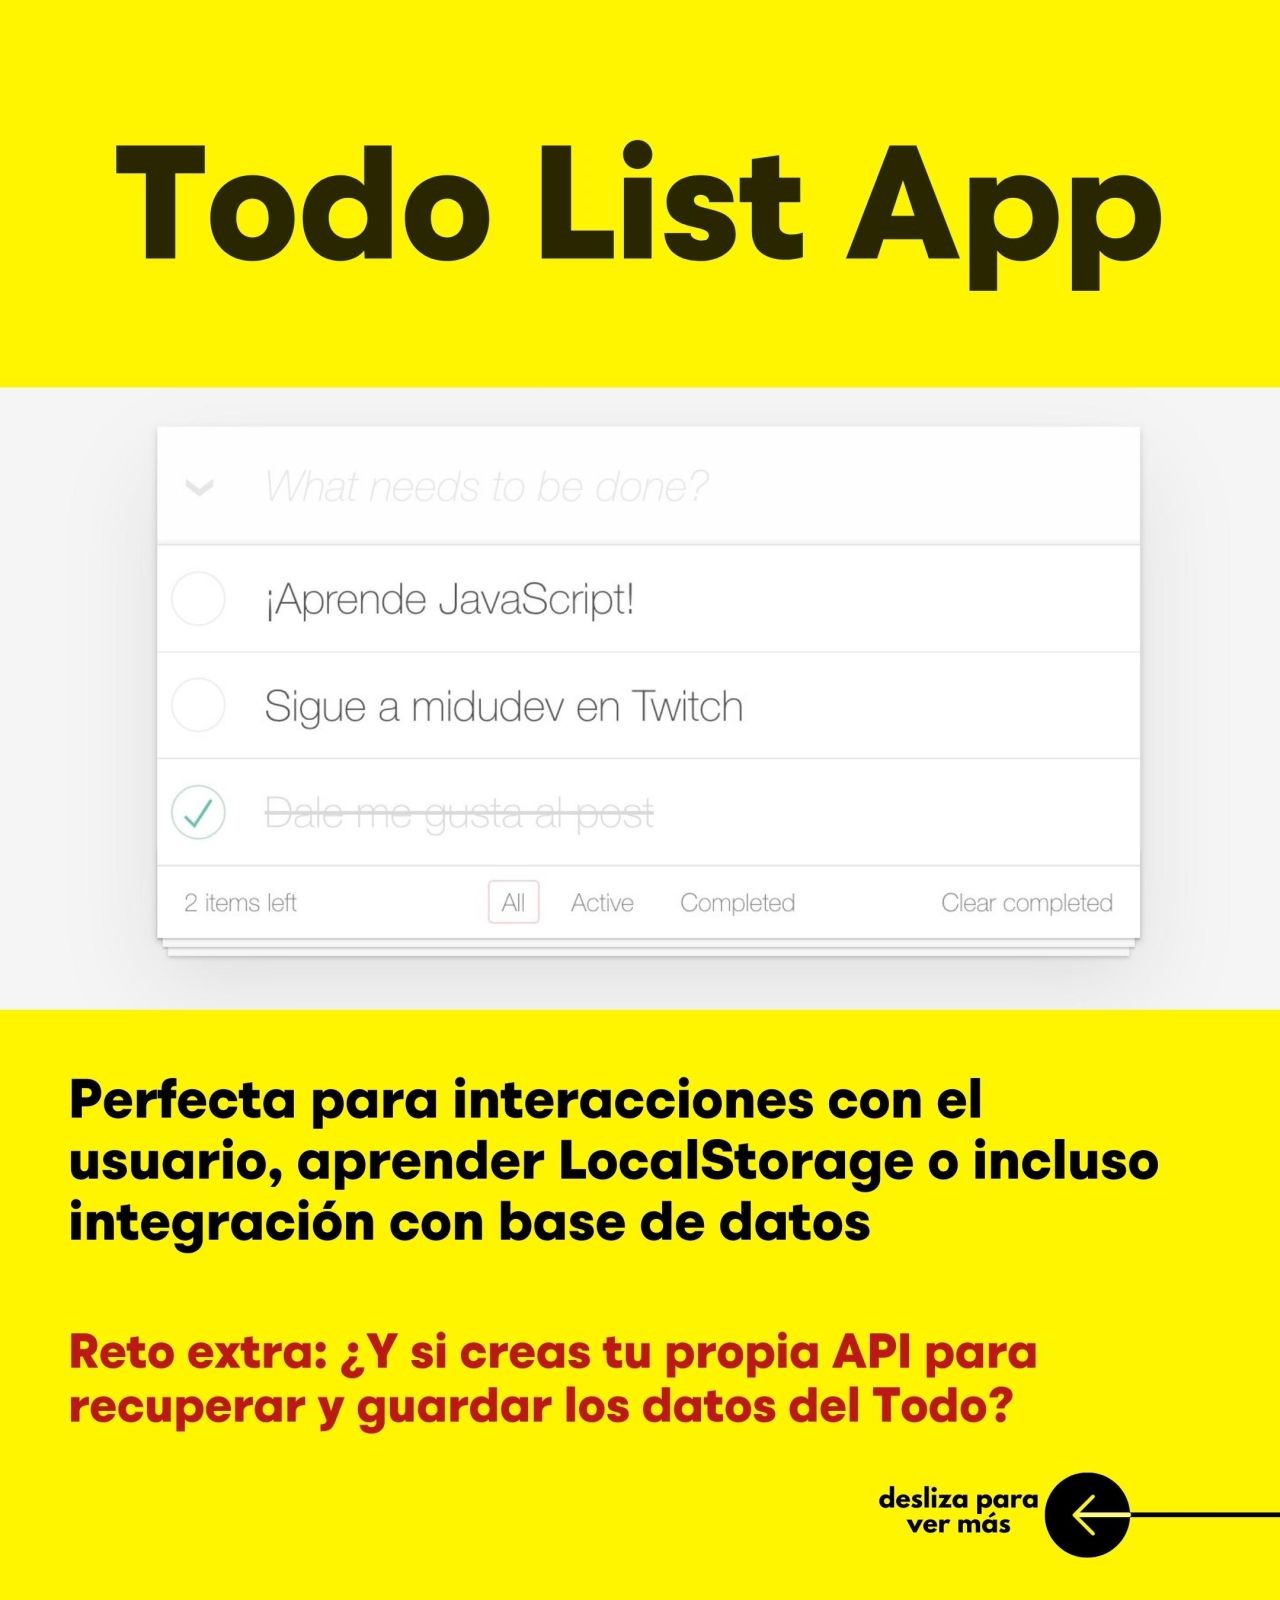 Todo List App
What needs to be done?
¡Aprende JavaScript!
Sigue a midudev en Twitch
Dale me gusta al post
2 items left All Active Completed Clear completed
Perfecta para interacciones con el
usuario, aprender LocalStorage o incluso
integración con base de datos
Reto extra: ¿Y si creas tu propia API para
recuperar y guardar los datos del Todo?
desliza para
ver más